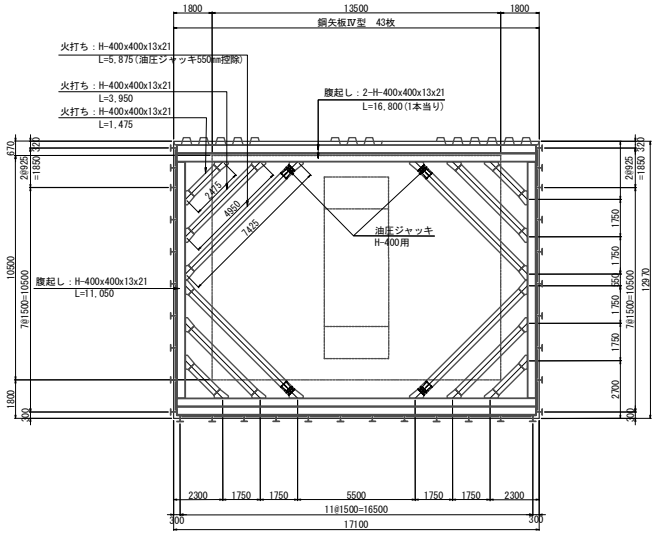 1800
13500
1800
鋼矢板Ⅳ型 43枚
火打ち：H-400x400x13x21
L=5,875(油圧ジャッキ550mm控除)
火打ち：H-400x400x13x21
L=3,950
火打ち：H-400x400x13x21
L=1,475
腹起し：2-H-400x400x13x21
L=16,800(1本当り)
670
2@925
=1850
320
320
2@925
=1850
2475
4950
7425
油圧ジャッキ
H-400用
腹起し：H-400x400x13x21
L=11,050
10500
7@1500=10500
1800
300
1750
1750
550
1750
1750
2700
7@1500=10500
300
12970
2300
1750
1750
5500
1750
1750
2300
300
11@1500=16500
300
17100